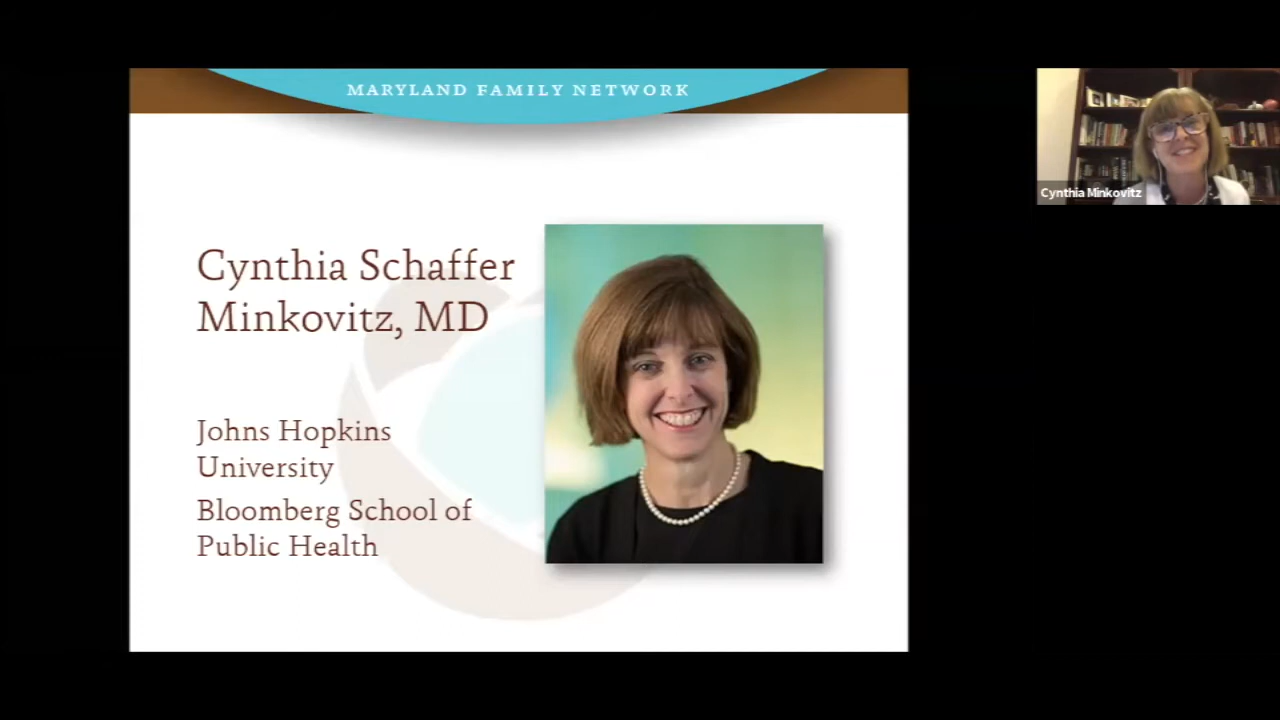 MARYLAND FAMILY NETWORK
Cynthia Schaffer
Minkovitz, MD
Johns Hopkins
University
Bloomberg School of
Public Health
Cynthia Minkovitz